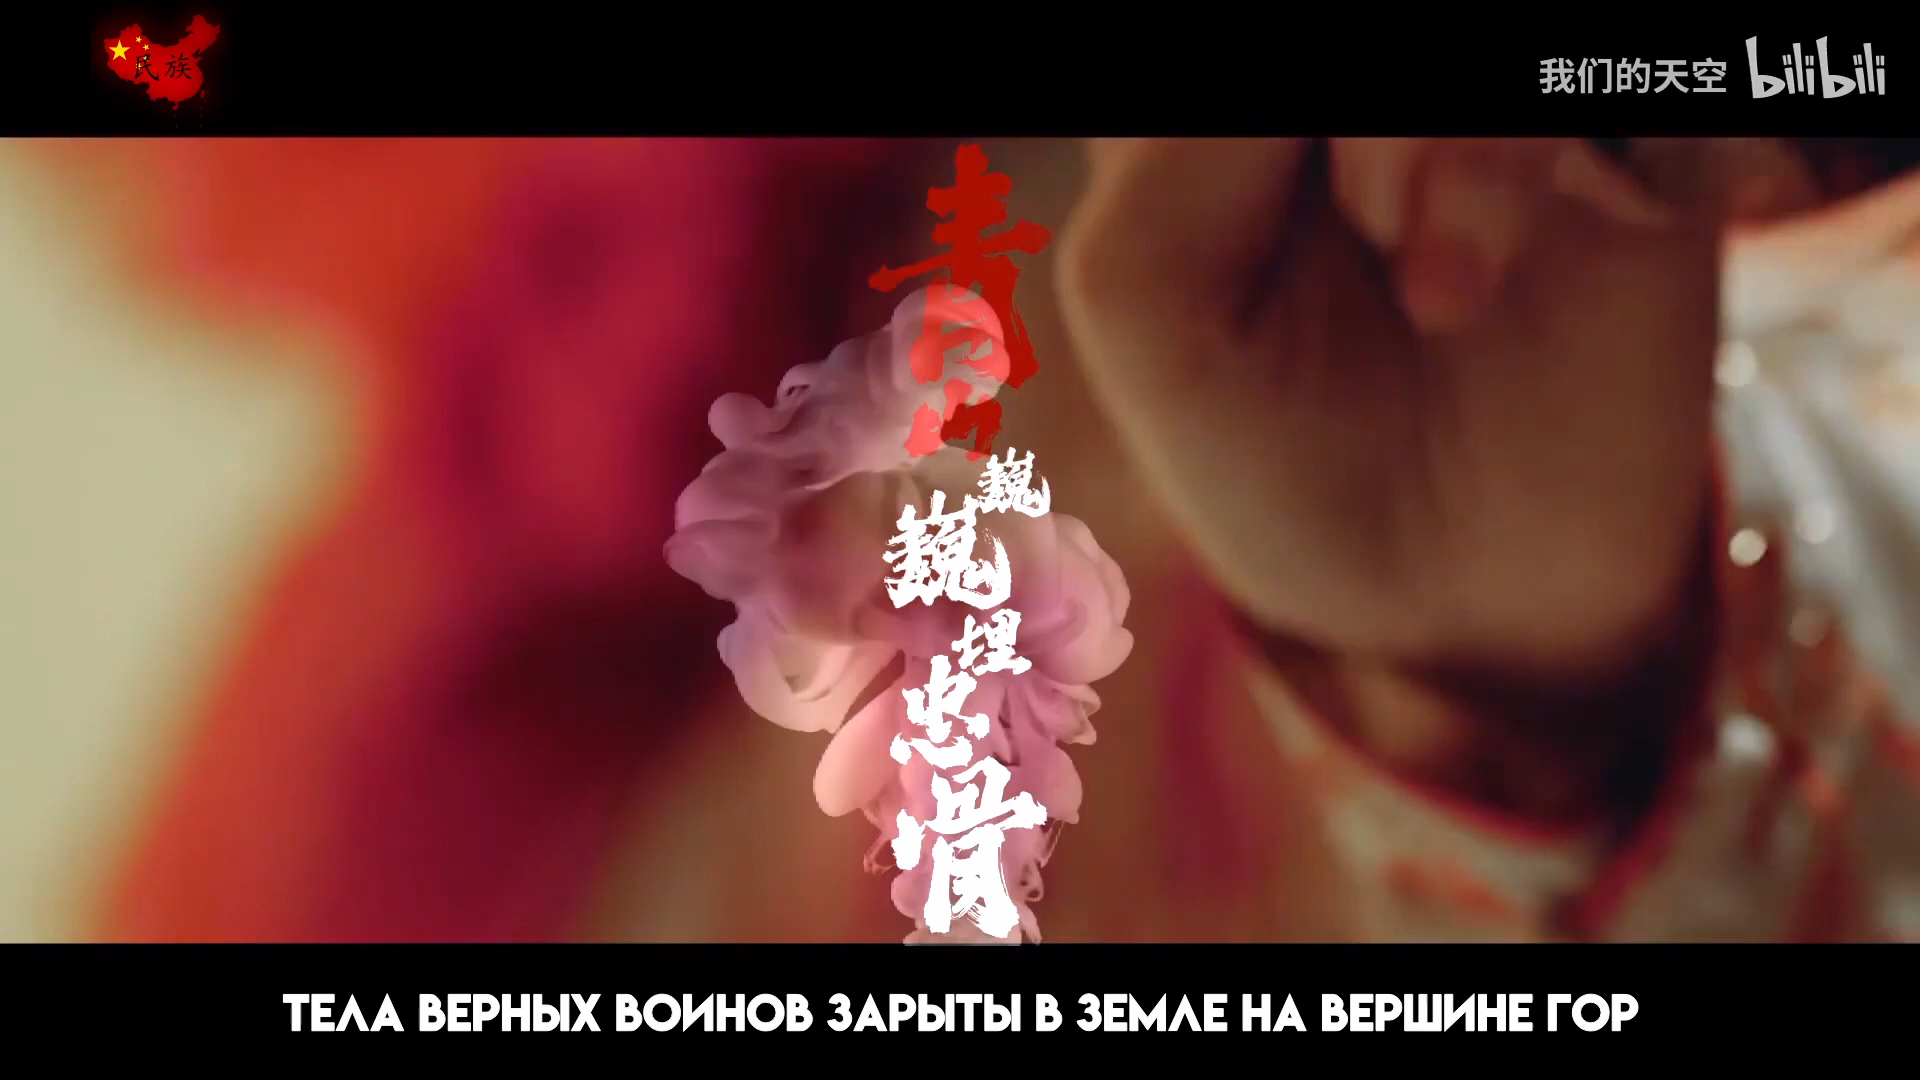 民族
我们的天空 bilibili
青山巍巍埋忠骨
ТЕЛА ВЕРНЫХ ВОИНОВ ЗАРЫТЫ В ЗЕМЛЕ НА ВЕРШИНЕ ГОР